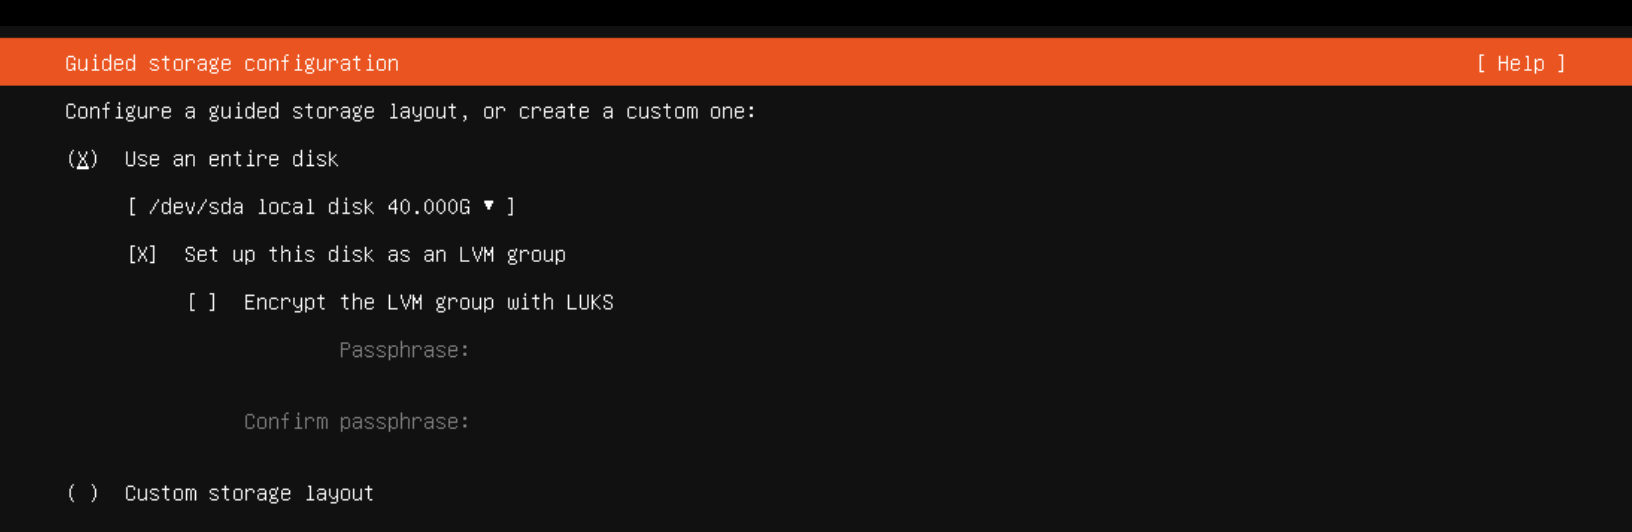 Guided storage configuration [ Help ]
Configure a guided storage layout, or create a custom one:
(X) Use an entire disk
[ /dev/sda local disk 40.000G ▾ ]
[X] Set up this disk as an LVM group
[ ] Encrypt the LVM group with LUKS
Passphrase:
Confirm passphrase:
( ) Custom storage layout